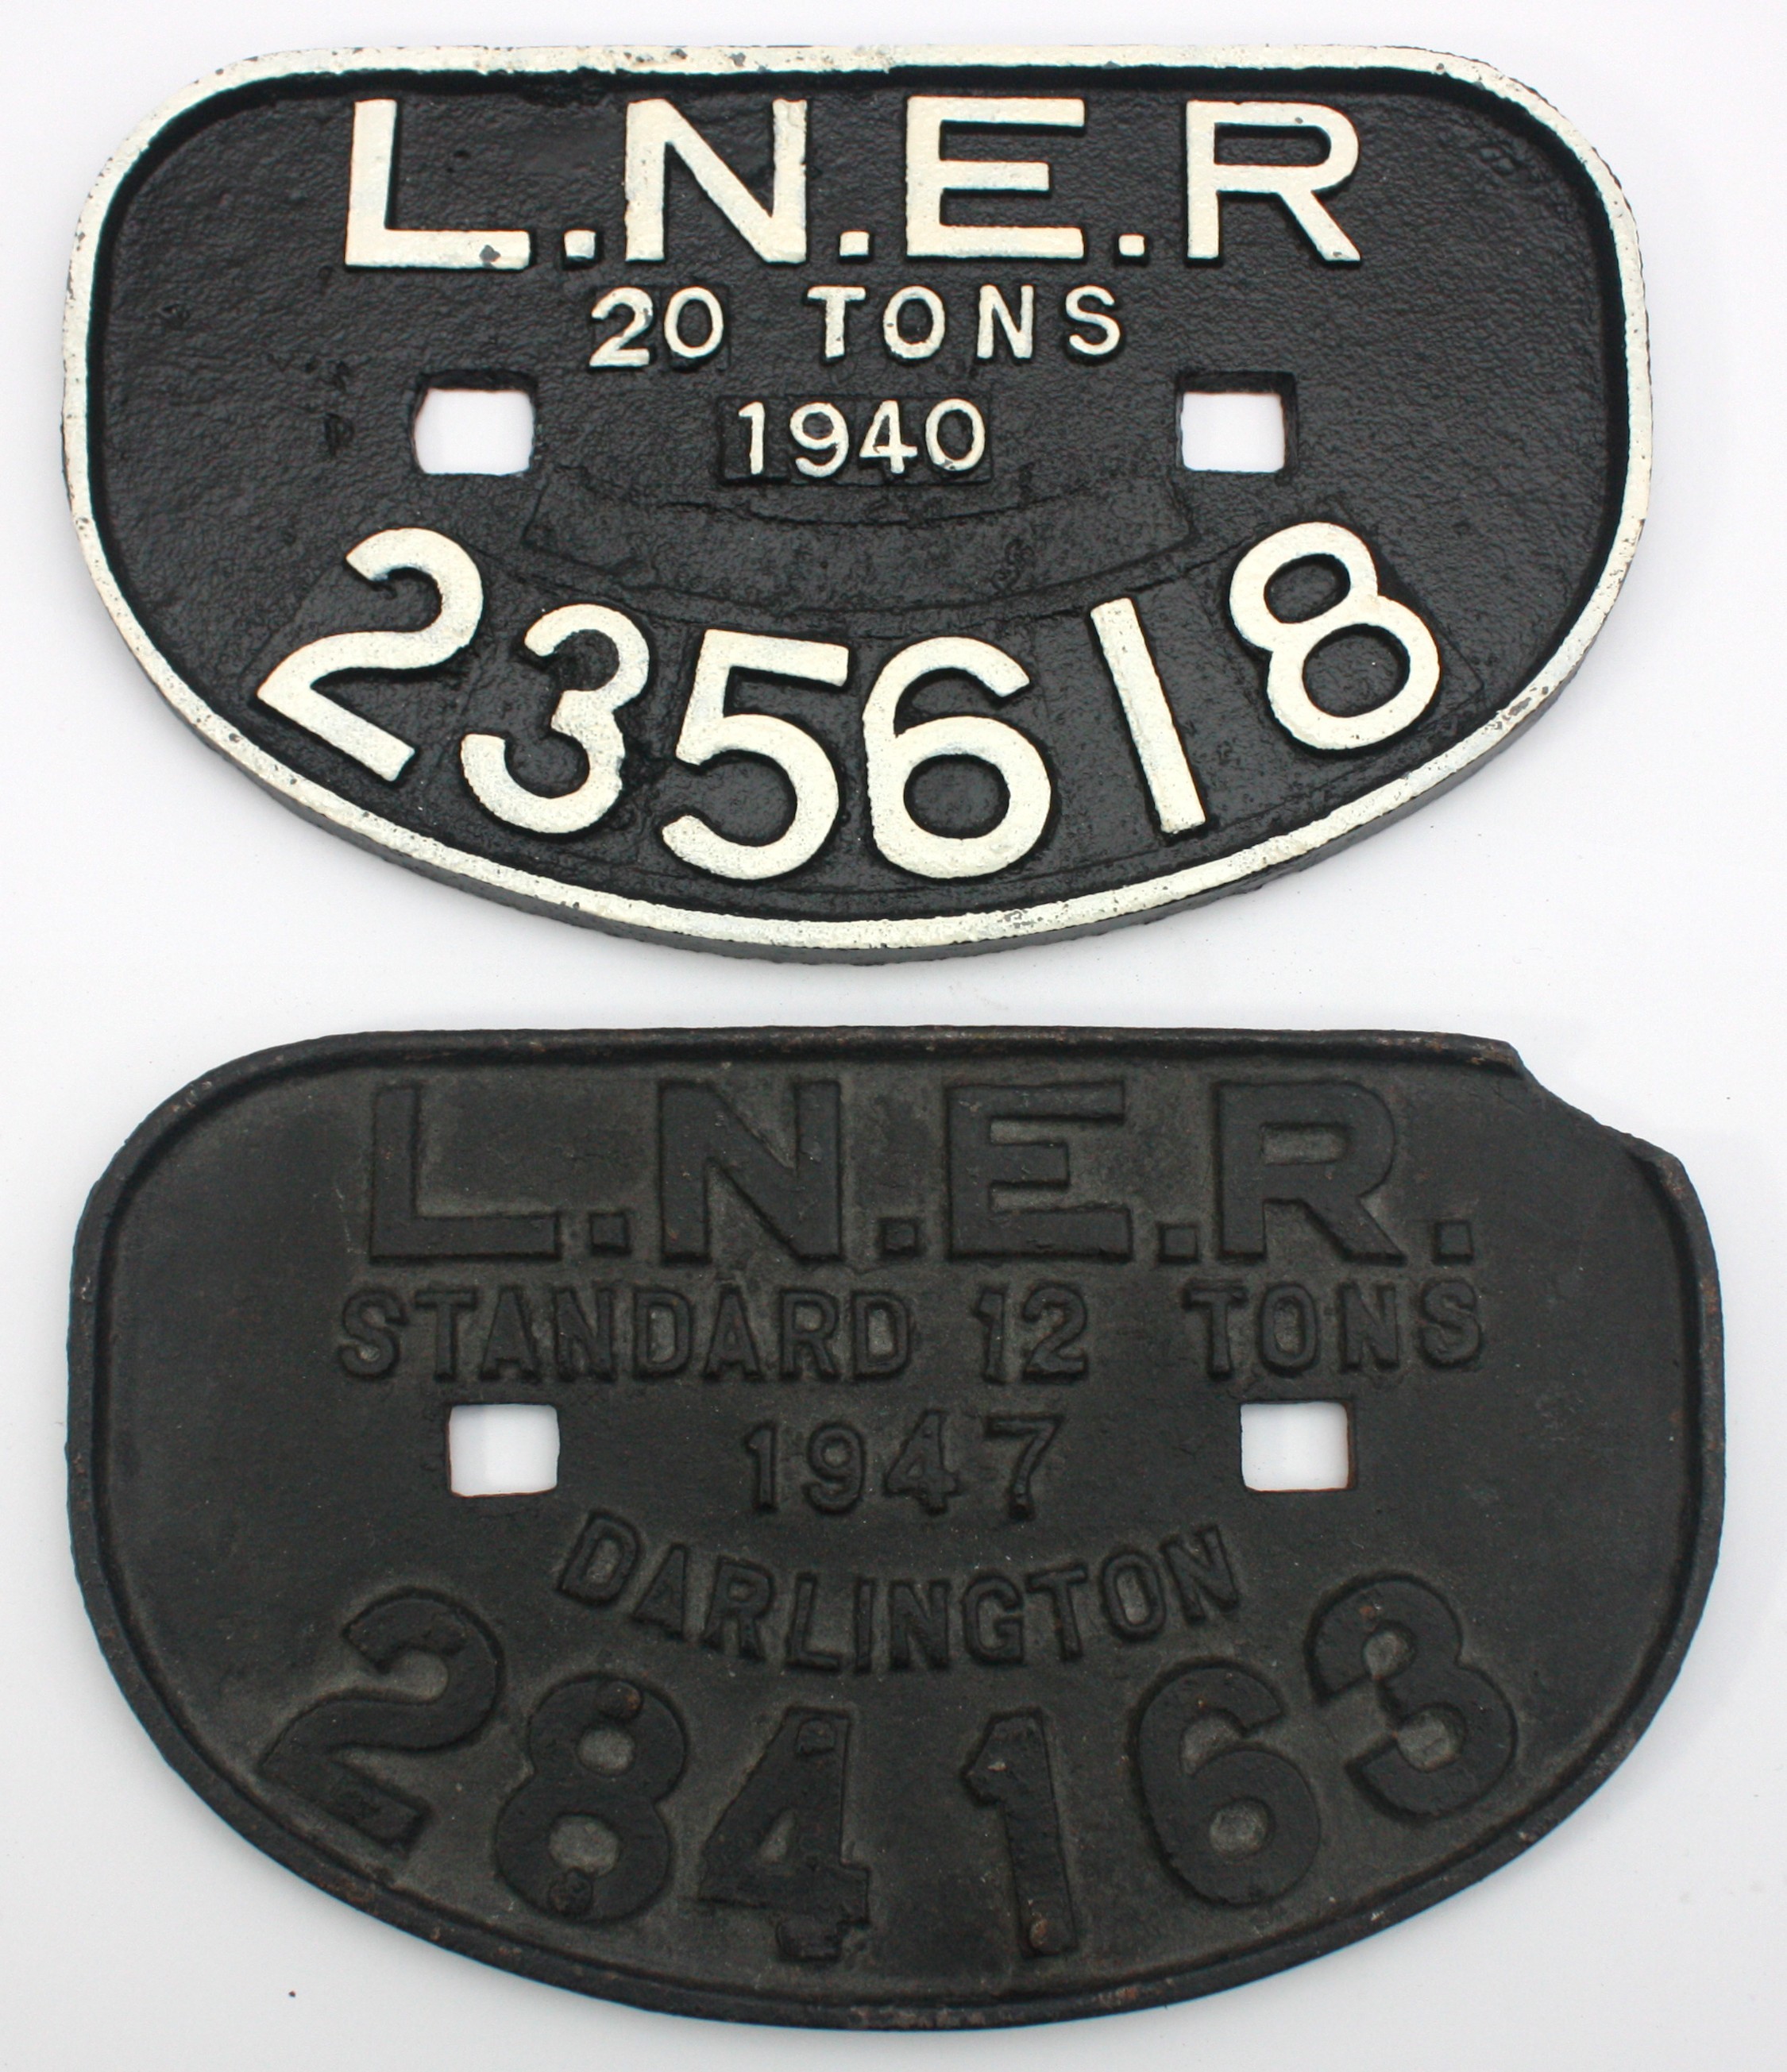 L.N.E.R
20 TONS
1940
235618
L.N.E.R.
STANDARD 12 TONS
1947
DARLINGTON
284163